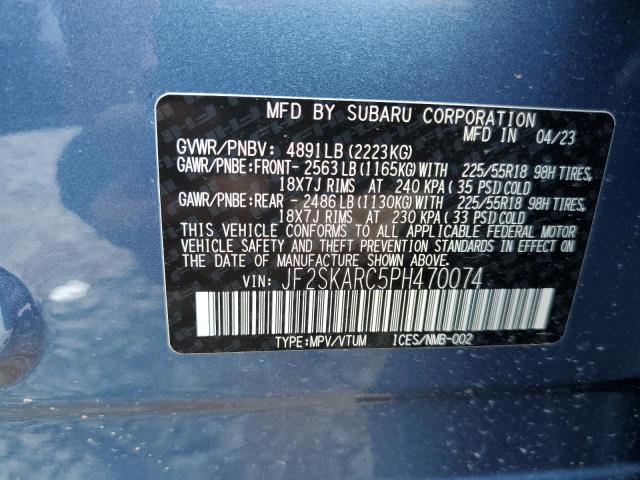 MFD BY SUBARU CORPORATION
MFD IN 04/23
GVWR/PNBV: 4891LB(2223KG)
GAWR/PNBE:FRONT- 2563LB(1165KG)WITH 225/55R18 98H TIRES,
18X7J RIMS AT 240 KPA(35 PSI)COLD
GAWR/PNBE:REAR - 2486LB(1130KG)WITH 225/55R18 98H TIRES,
18X7J RIMS AT 230 KPA(33 PSI)COLD
THIS VEHICLE CONFORMS TO ALL APPLICABLE FEDERAL MOTOR
VEHICLE SAFETY AND THEFT PREVENTION STANDARDS IN EFFECT ON
THE DATE OF MANUFACTURE SHOWN ABOVE.
VIN: JF2SKARC5PH470074
TYPE:MPV/VTUM ICES/NMB-002